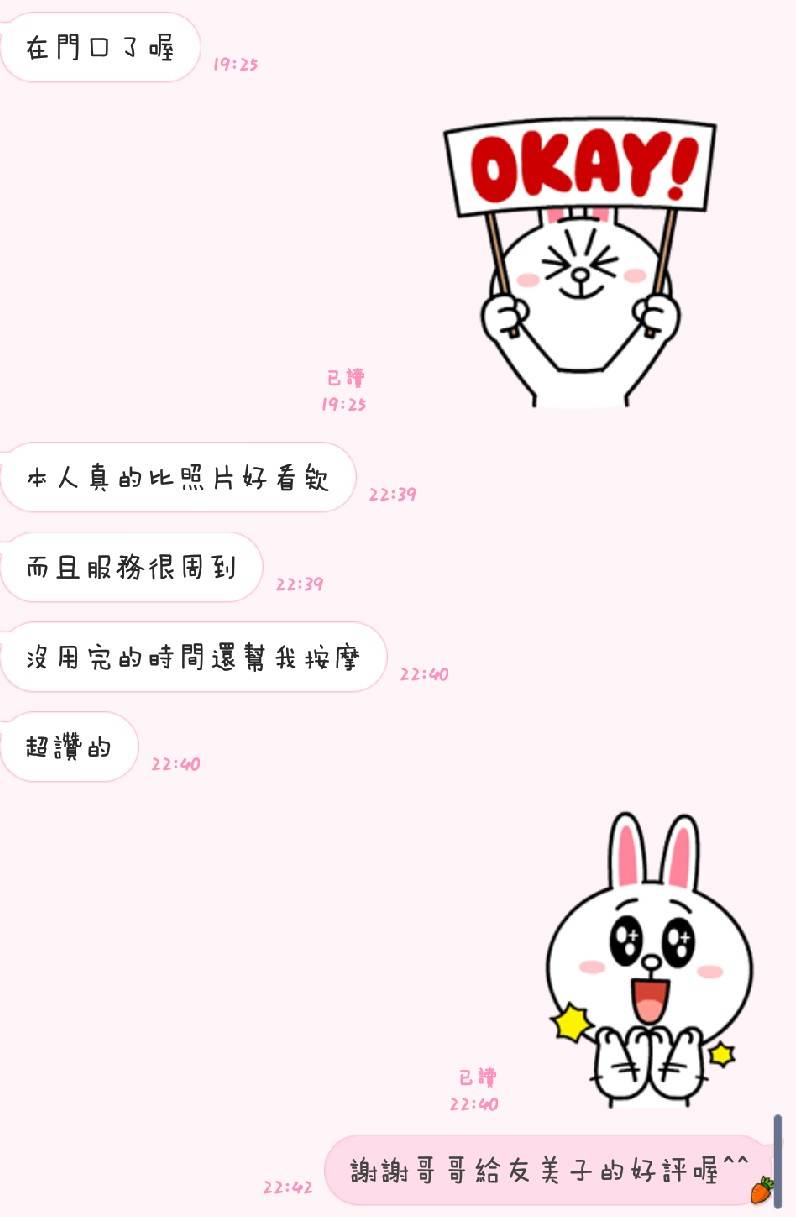 在門口了喔
19:25
OKAY!
已讀
19:25
本人真的比照片好看欸
22:39
而且服務很周到
22:39
沒用完的時間還幫我按摩
22:40
超讚的
22:40
已讀
22:40
謝謝哥哥給友美子的好評喔^^
22:42